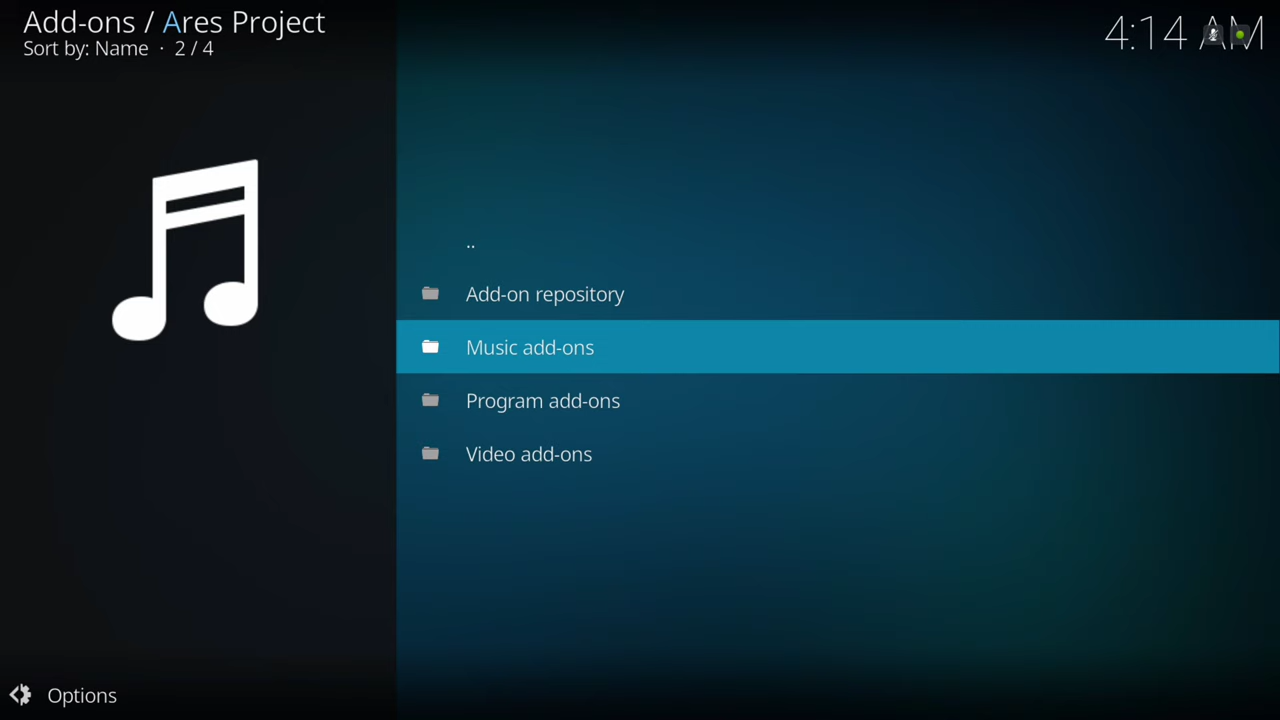 Add-ons / Ares Project
Sort by: Name · 2 / 4
4:14 AM
..
Add-on repository
Music add-ons
Program add-ons
Video add-ons
Options